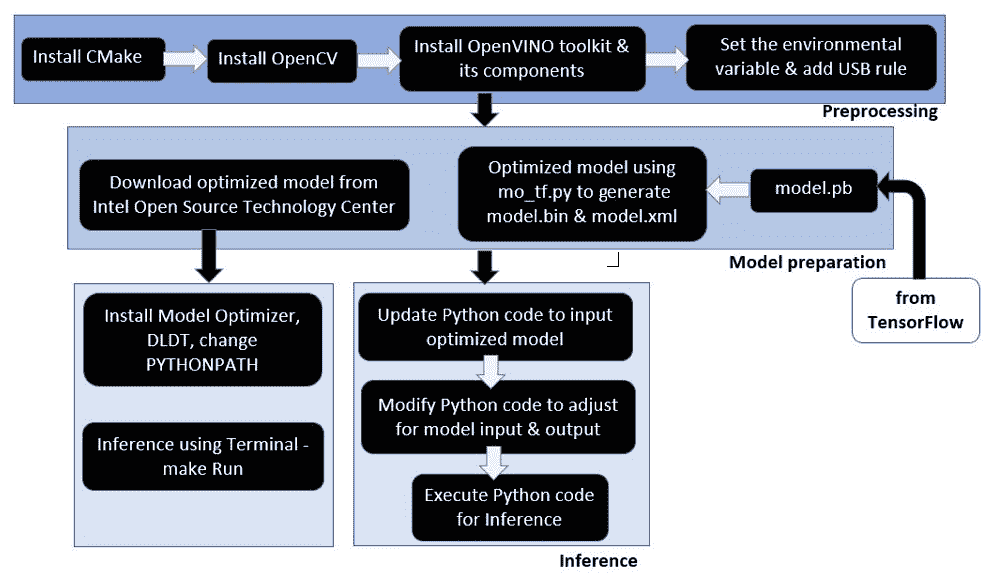 Install CMake
Install OpenCV
Install OpenVINO toolkit &
its components
Set the environmental
variable & add USB rule
Preprocessing
Download optimized model from
Intel Open Source Technology Center
Optimized model using
mo_tf.py to generate
model.bin & model.xml
model.pb
Model preparation
from
TensorFlow
Install Model Optimizer,
DLDT, change
PYTHONPATH
Inference using Terminal -
make Run
Update Python code to input
optimized model
Modify Python code to adjust
for model input & output
Execute Python code
for Inference
Inference